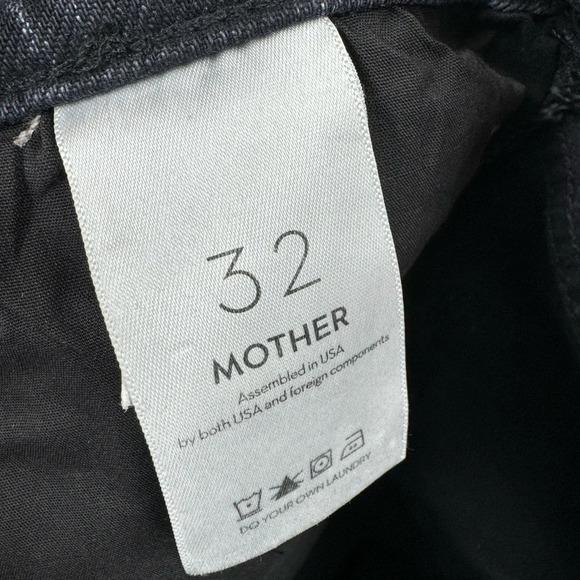 32
MOTHER
Assembled in USA
by both USA and foreign components
DO YOUR OWN LAUNDRY